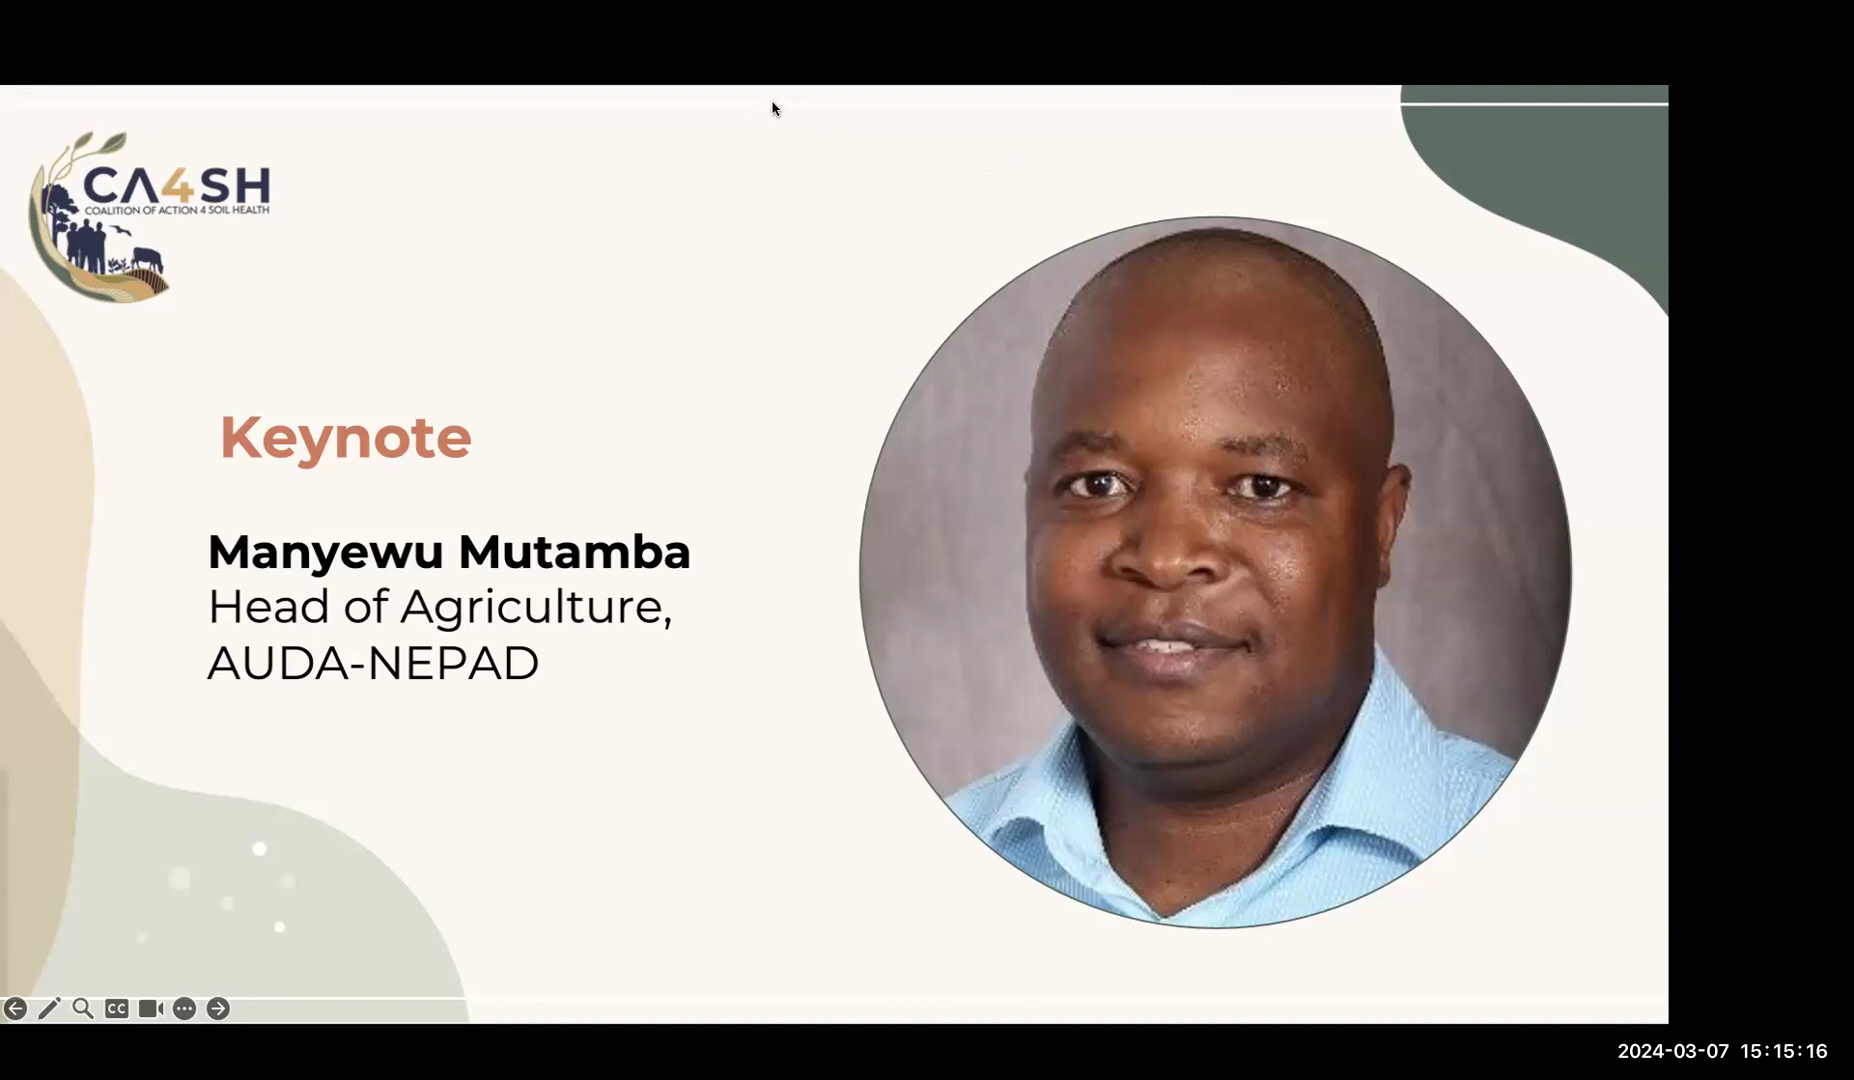 CA4SH
COALITION OF ACTION 4 SOIL HEALTH
Keynote
Manyewu Mutamba
Head of Agriculture,
AUDA-NEPAD
CC
2024-03-07 15:15:16